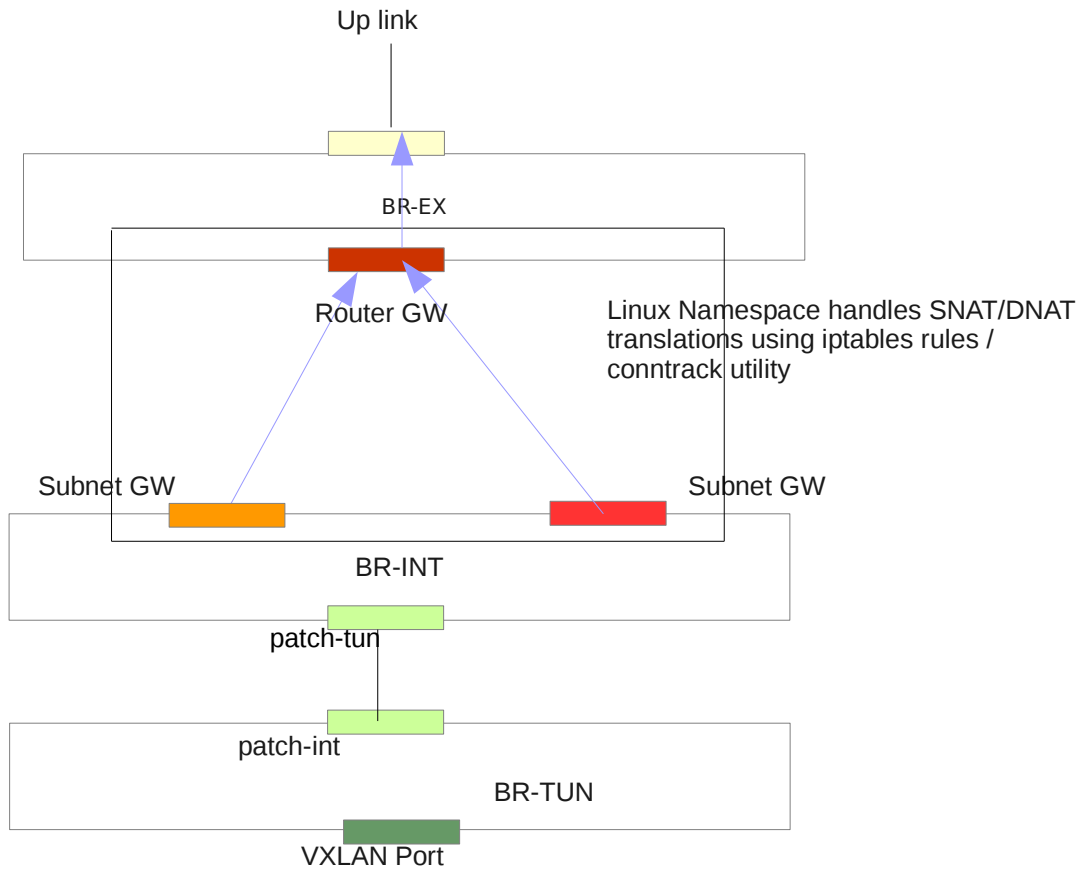 Up link
BR-EX
Router GW
Linux Namespace handles SNAT/DNAT
translations using iptables rules /
conntrack utility
Subnet GW
Subnet GW
BR-INT
patch-tun
patch-int
BR-TUN
VXLAN Port